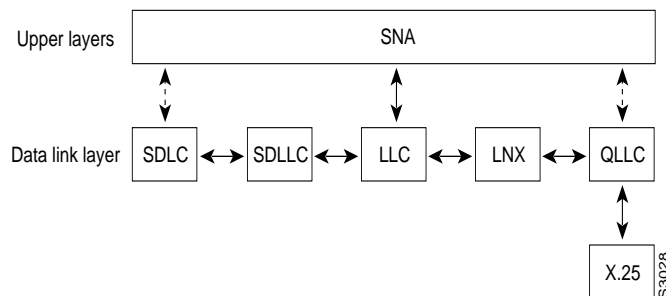 Upper layers
SNA
Data link layer
SDLC
SDLLC
LLC
LNX
QLLC
X.25
S3028